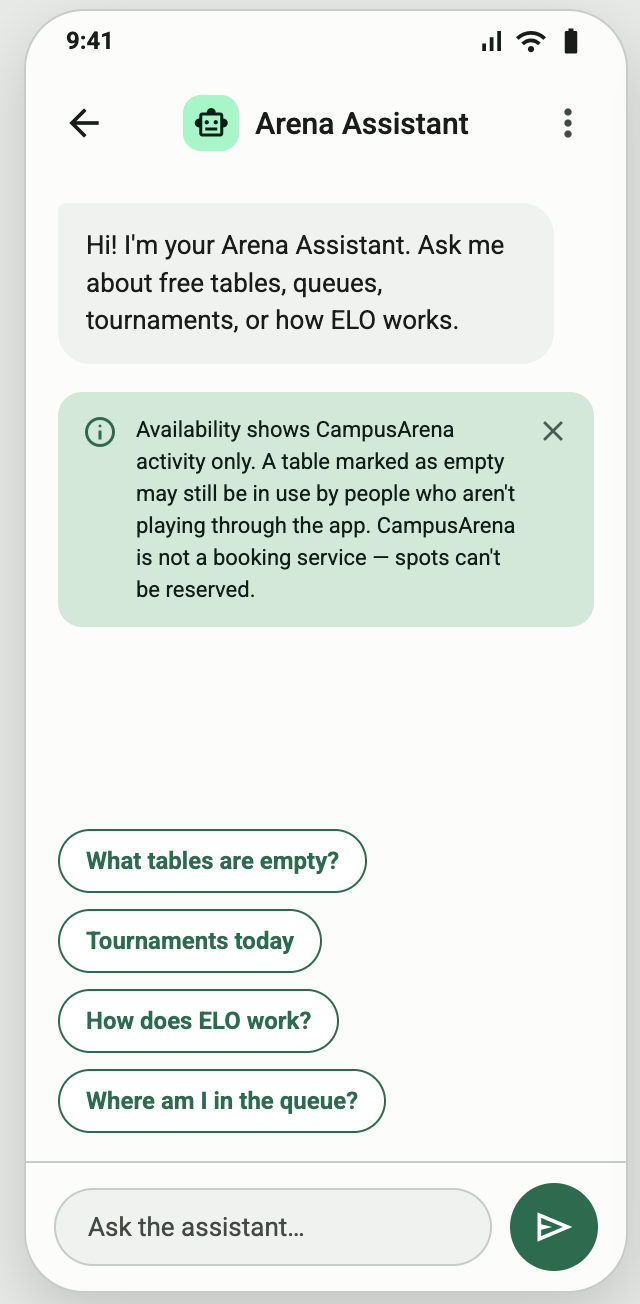 9:41
Arena Assistant
Hi! I'm your Arena Assistant. Ask me
about free tables, queues,
tournaments, or how ELO works.
Availability shows CampusArena
activity only. A table marked as empty
may still be in use by people who aren't
playing through the app. CampusArena
is not a booking service — spots can't
be reserved.
What tables are empty?
Tournaments today
How does ELO work?
Where am I in the queue?
Ask the assistant…